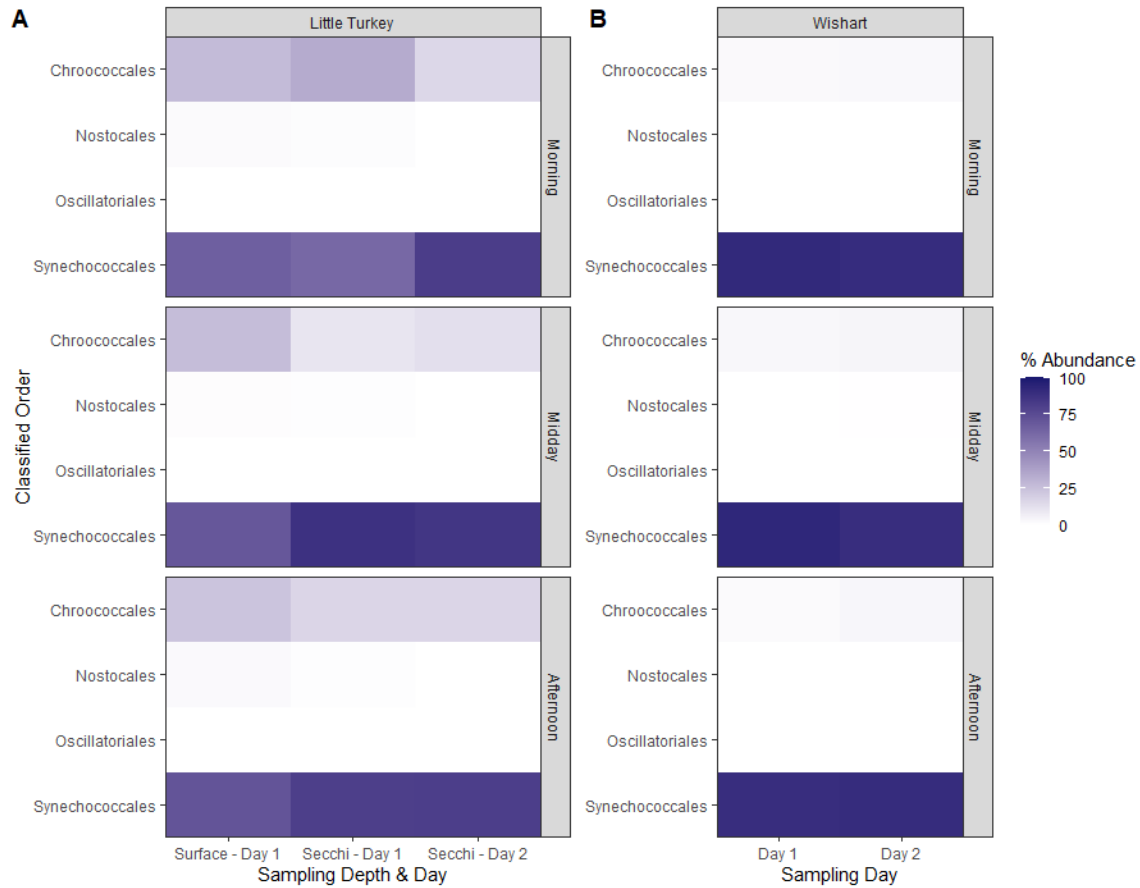 A
B
Little Turkey
Wishart
Classified Order
Chroococcales
Nostocales
Oscillatoriales
Synechococcales
Morning
Chroococcales
Nostocales
Oscillatoriales
Synechococcales
Morning
Chroococcales
Nostocales
Oscillatoriales
Synechococcales
Midday
Chroococcales
Nostocales
Oscillatoriales
Synechococcales
Midday
Chroococcales
Nostocales
Oscillatoriales
Synechococcales
Afternoon
Chroococcales
Nostocales
Oscillatoriales
Synechococcales
Afternoon
Surface - Day 1
Secchi - Day 1
Secchi - Day 2
Sampling Depth & Day
Day 1
Day 2
Sampling Day
% Abundance
100
75
50
25
0